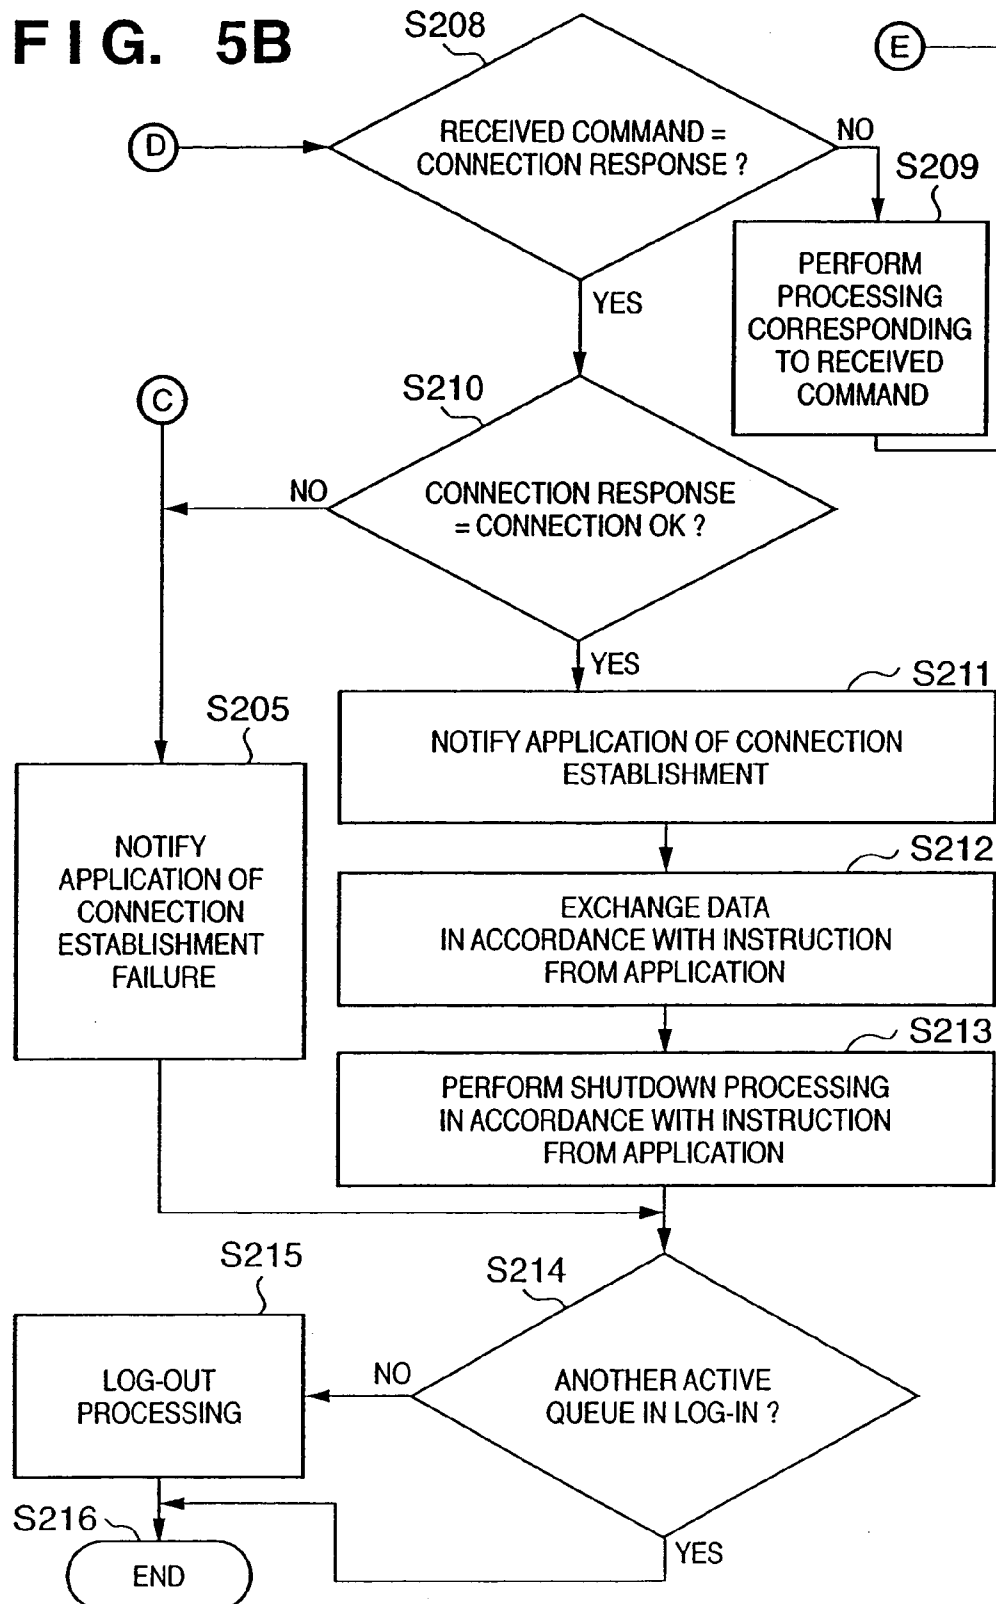 FIG. 5B
S208
E
D
RECEIVED COMMAND =
CONNECTION RESPONSE ?
NO
S209
PERFORM
PROCESSING
CORRESPONDING
TO RECEIVED
COMMAND
YES
C
S210
NO
CONNECTION RESPONSE
= CONNECTION OK ?
YES
S211
NOTIFY APPLICATION OF CONNECTION
ESTABLISHMENT
S205
NOTIFY
APPLICATION OF
CONNECTION
ESTABLISHMENT
FAILURE
S212
EXCHANGE DATA
IN ACCORDANCE WITH INSTRUCTION
FROM APPLICATION
S213
PERFORM SHUTDOWN PROCESSING
IN ACCORDANCE WITH INSTRUCTION
FROM APPLICATION
S214
ANOTHER ACTIVE
QUEUE IN LOG-IN ?
NO
S215
LOG-OUT
PROCESSING
YES
S216
END